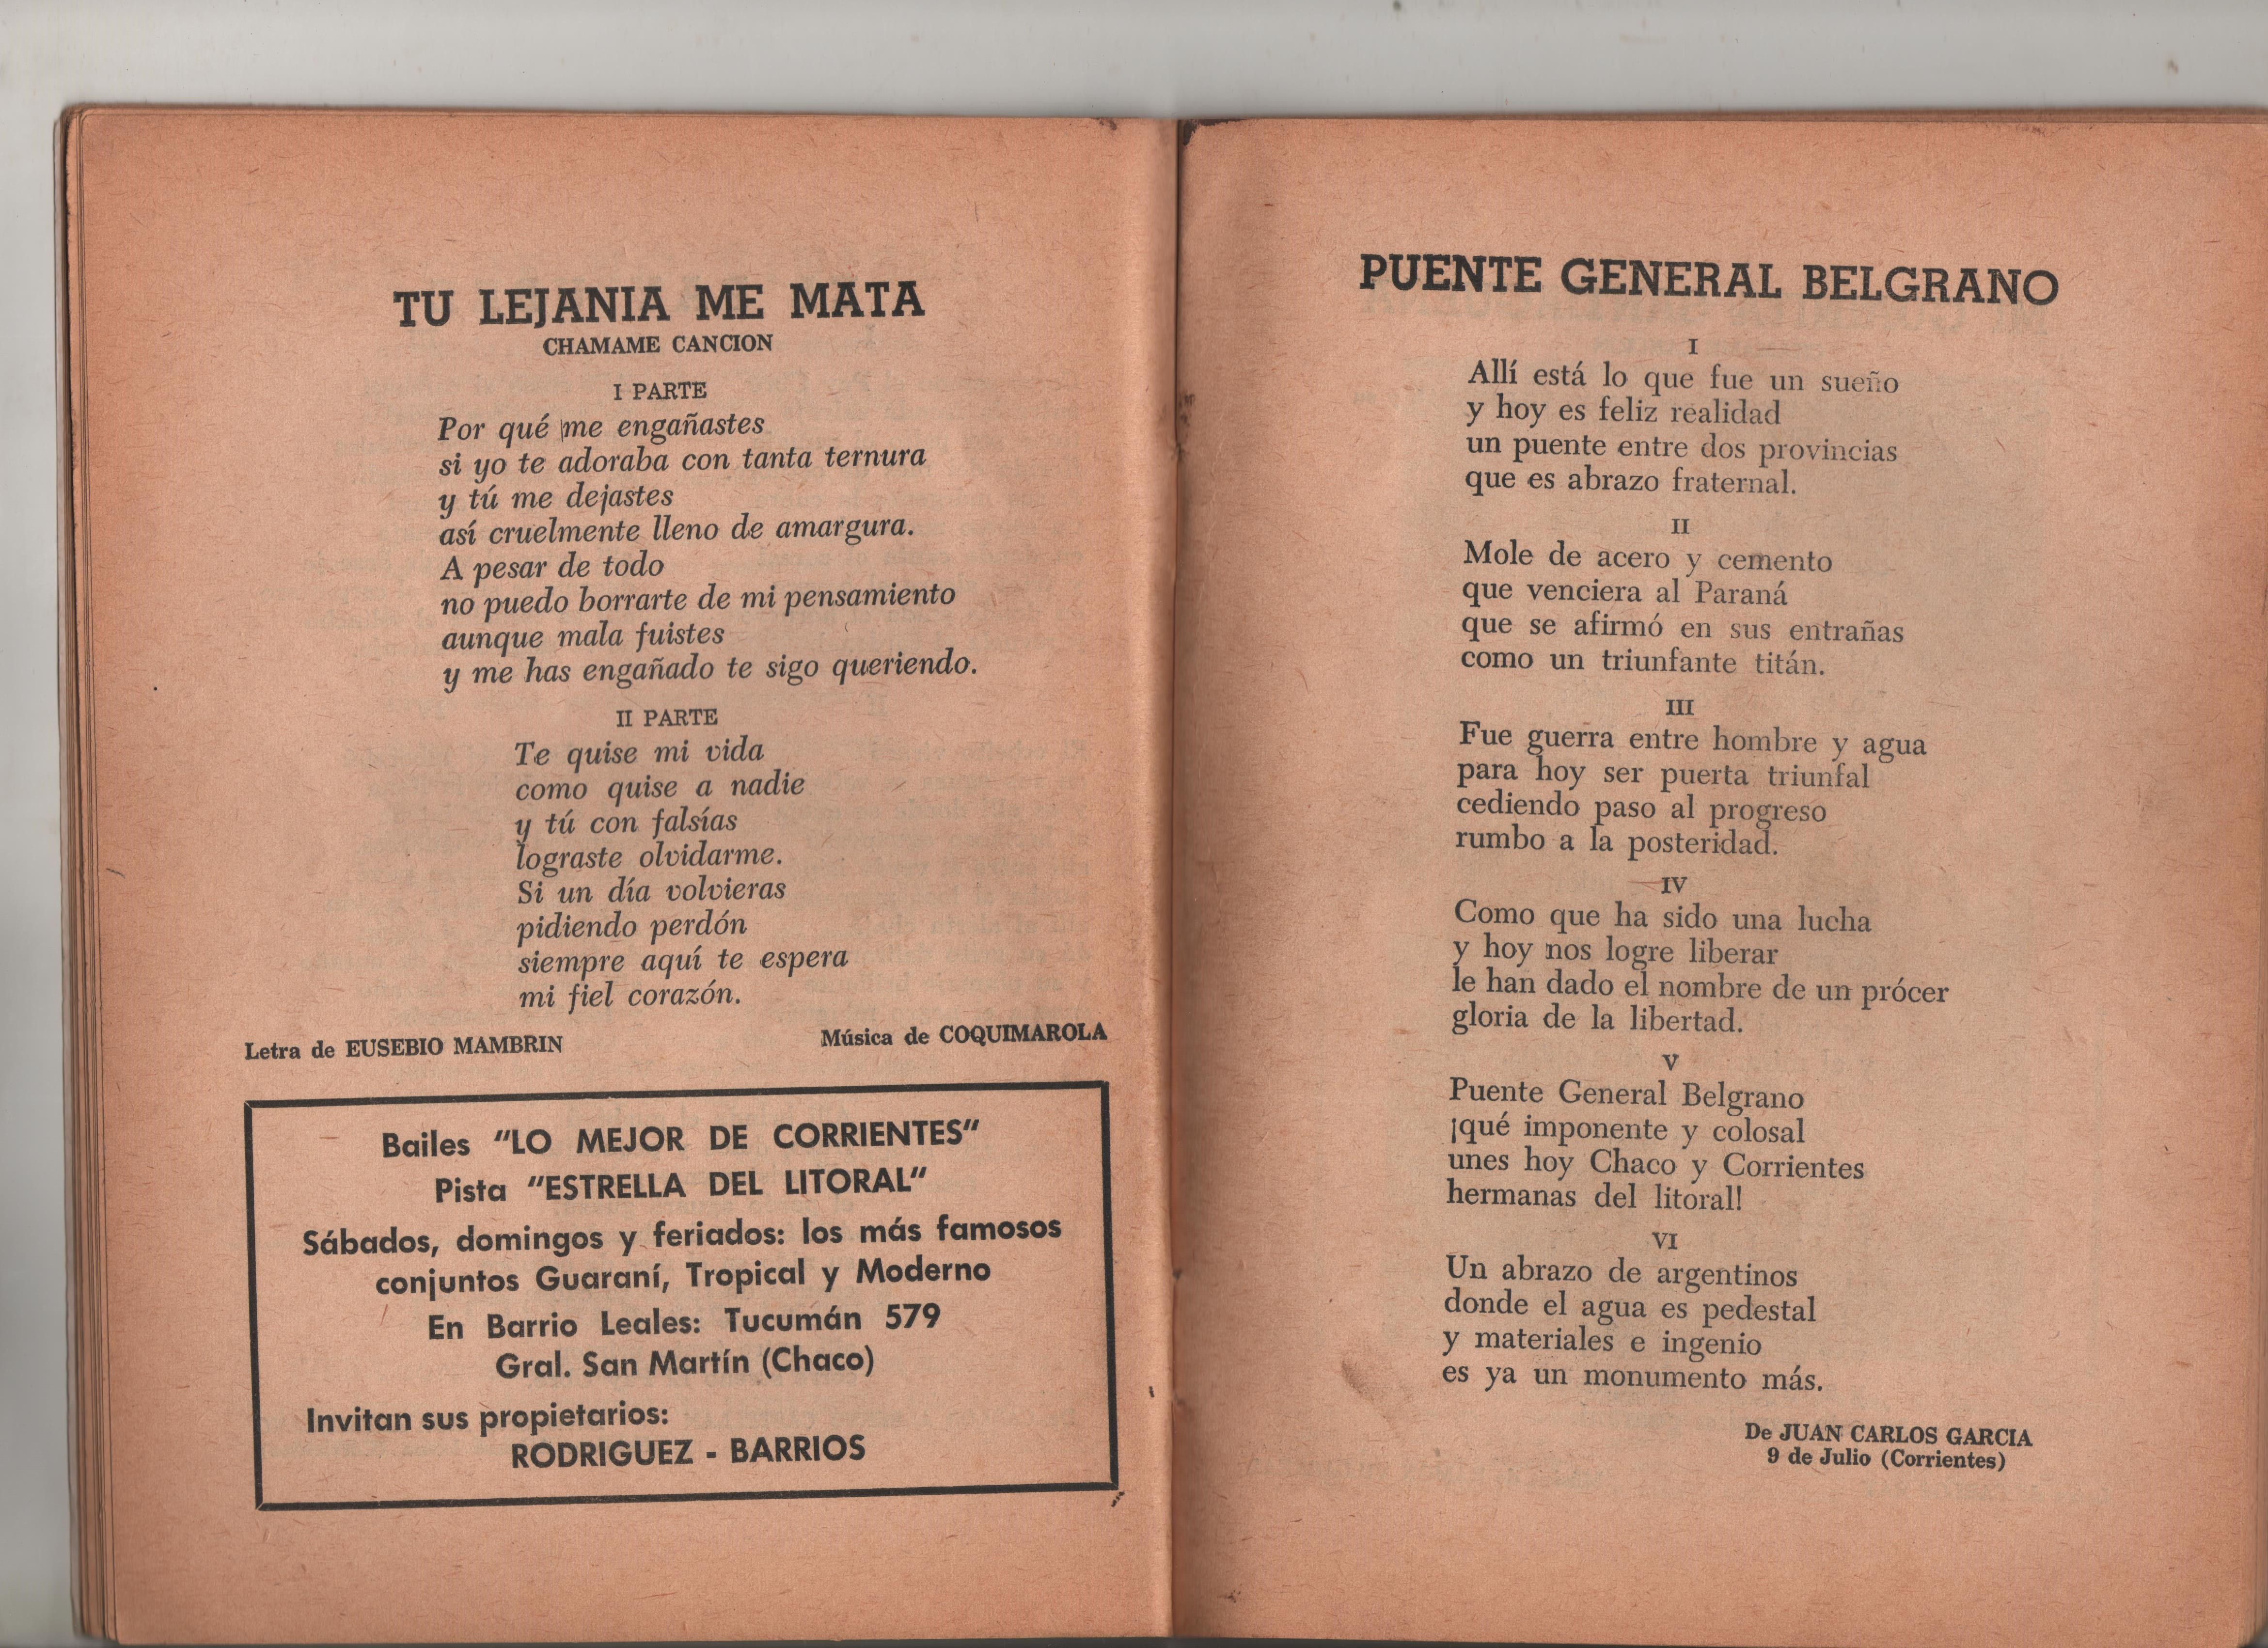 TU LEJANIA ME MATA
CHAMAME CANCION
I PARTE
Por qué me engañastes
si yo te adoraba con tanta ternura
y tú me dejastes
así cruelmente lleno de amargura.
A pesar de todo
no puedo borrarte de mi pensamiento
aunque mala fuistes
y me has engañado te sigo queriendo.
II PARTE
Te quise mi vida
como quise a nadie
y tú con falsías
lograste olvidarme.
Si un día volvieras
pidiendo perdón
siempre aquí te espera
mi fiel corazón.
Letra de EUSEBIO MAMBRIN Música de COQUIMAROLA
Bailes "LO MEJOR DE CORRIENTES"
Pista "ESTRELLA DEL LITORAL"
Sábados, domingos y feriados: los más famosos
conjuntos Guaraní, Tropical y Moderno
En Barrio Leales: Tucumán 579
Gral. San Martín (Chaco)
Invitan sus propietarios:
RODRIGUEZ - BARRIOS
PUENTE GENERAL BELGRANO
I
Allí está lo que fue un sueño
y hoy es feliz realidad
un puente entre dos provincias
que es abrazo fraternal.
II
Mole de acero y cemento
que venciera al Paraná
que se afirmó en sus entrañas
como un triunfante titán.
III
Fue guerra entre hombre y agua
para hoy ser puerta triunfal
cediendo paso al progreso
rumbo a la posteridad.
IV
Como que ha sido una lucha
y hoy nos logre liberar
le han dado el nombre de un prócer
gloria de la libertad.
V
Puente General Belgrano
¡qué imponente y colosal
unes hoy Chaco y Corrientes
hermanas del litoral!
VI
Un abrazo de argentinos
donde el agua es pedestal
y materiales e ingenio
es ya un monumento más.
De JUAN CARLOS GARCIA
9 de Julio (Corrientes)